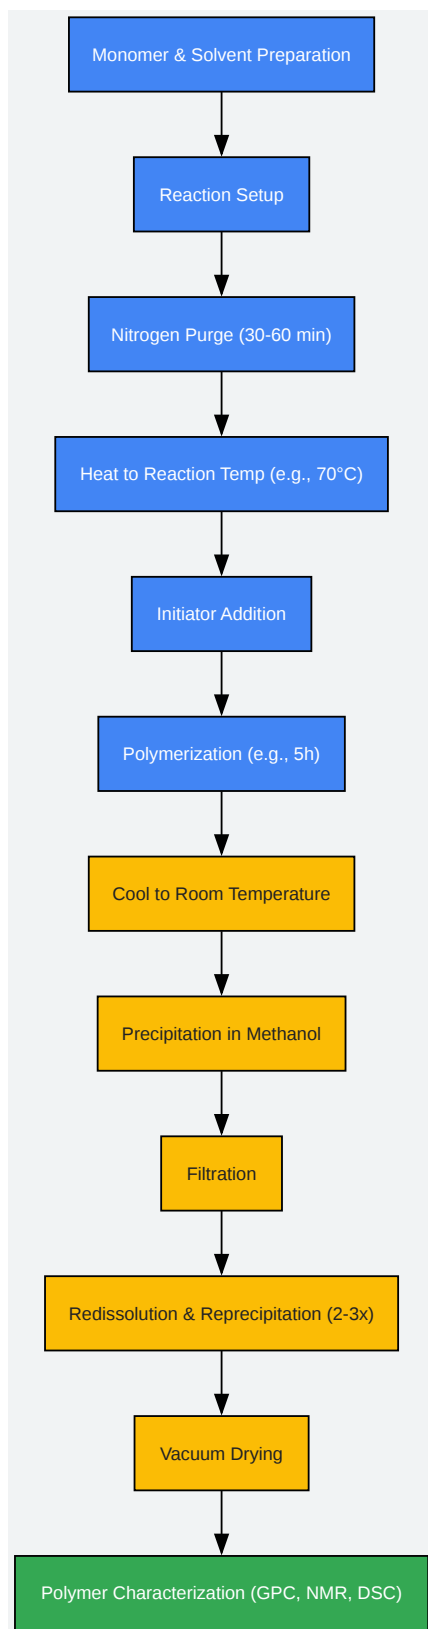 Monomer & Solvent Preparation
Reaction Setup
Nitrogen Purge (30-60 min)
Heat to Reaction Temp (e.g., 70°C)
Initiator Addition
Polymerization (e.g., 5h)
Cool to Room Temperature
Precipitation in Methanol
Filtration
Redissolution & Reprecipitation (2-3x)
Vacuum Drying
Polymer Characterization (GPC, NMR, DSC)